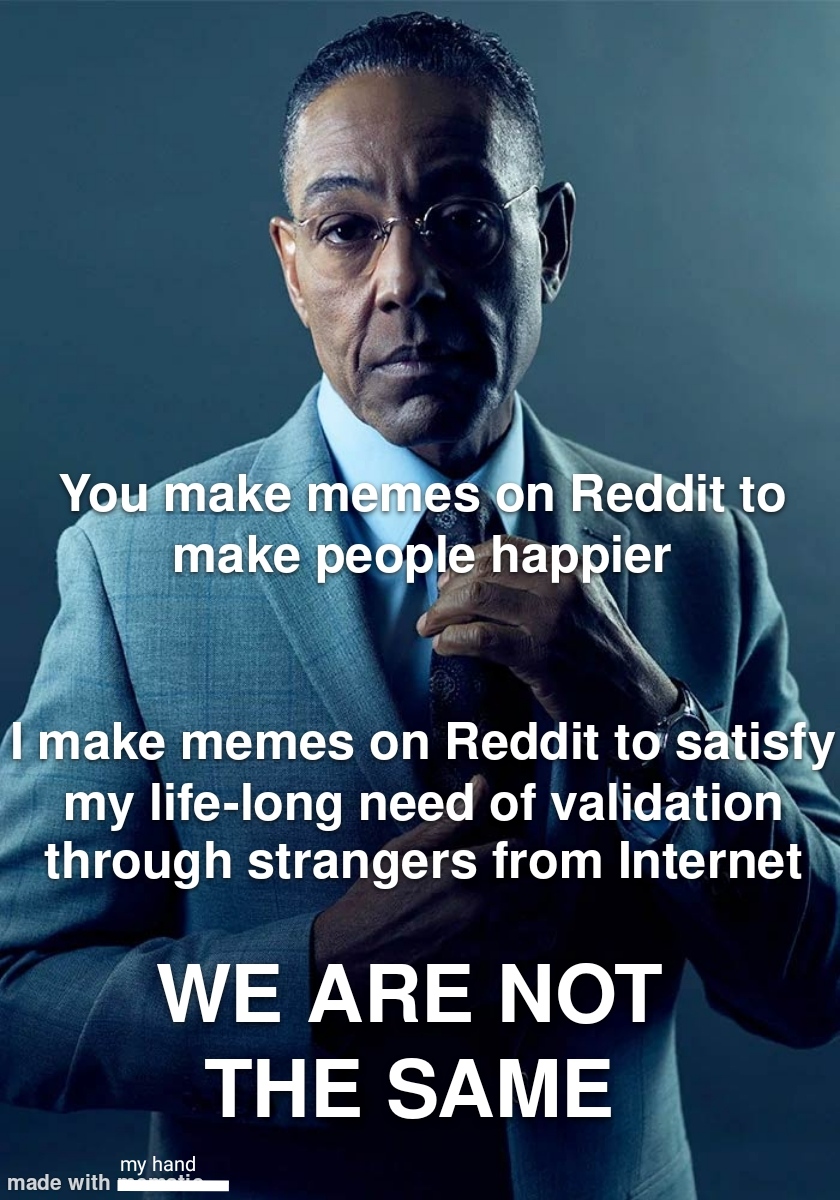 You make memes on Reddit to
make people happier
I make memes on Reddit to satisfy
my life-long need of validation
through strangers from Internet
WE ARE NOT
THE SAME
my hand
made with mematic